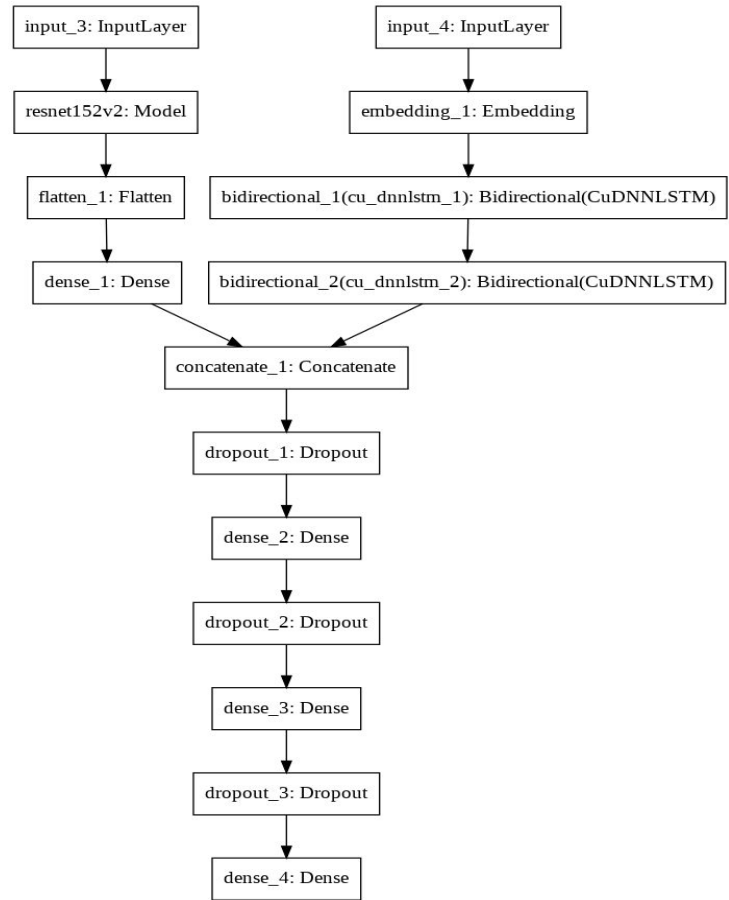 input_3: InputLayer
input_4: InputLayer
resnet152v2: Model
embedding_1: Embedding
flatten_1: Flatten
bidirectional_1(cu_dnnlstm_1): Bidirectional(CuDNNLSTM)
dense_1: Dense
bidirectional_2(cu_dnnlstm_2): Bidirectional(CuDNNLSTM)
concatenate_1: Concatenate
dropout_1: Dropout
dense_2: Dense
dropout_2: Dropout
dense_3: Dense
dropout_3: Dropout
dense_4: Dense